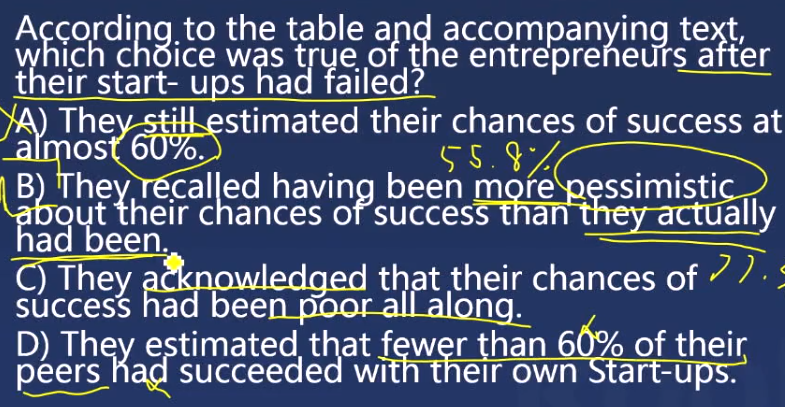 According to the table and accompanying text,
which choice was true of the entrepreneurs after
their start- ups had failed?
A) They still estimated their chances of success at
almost 60%.
55.8%
B) They recalled having been more pessimistic
about their chances of success than they actually
had been.
C) They acknowledged that their chances of
success had been poor all along.
D) They estimated that fewer than 60% of their
peers had succeeded with their own Start-ups.